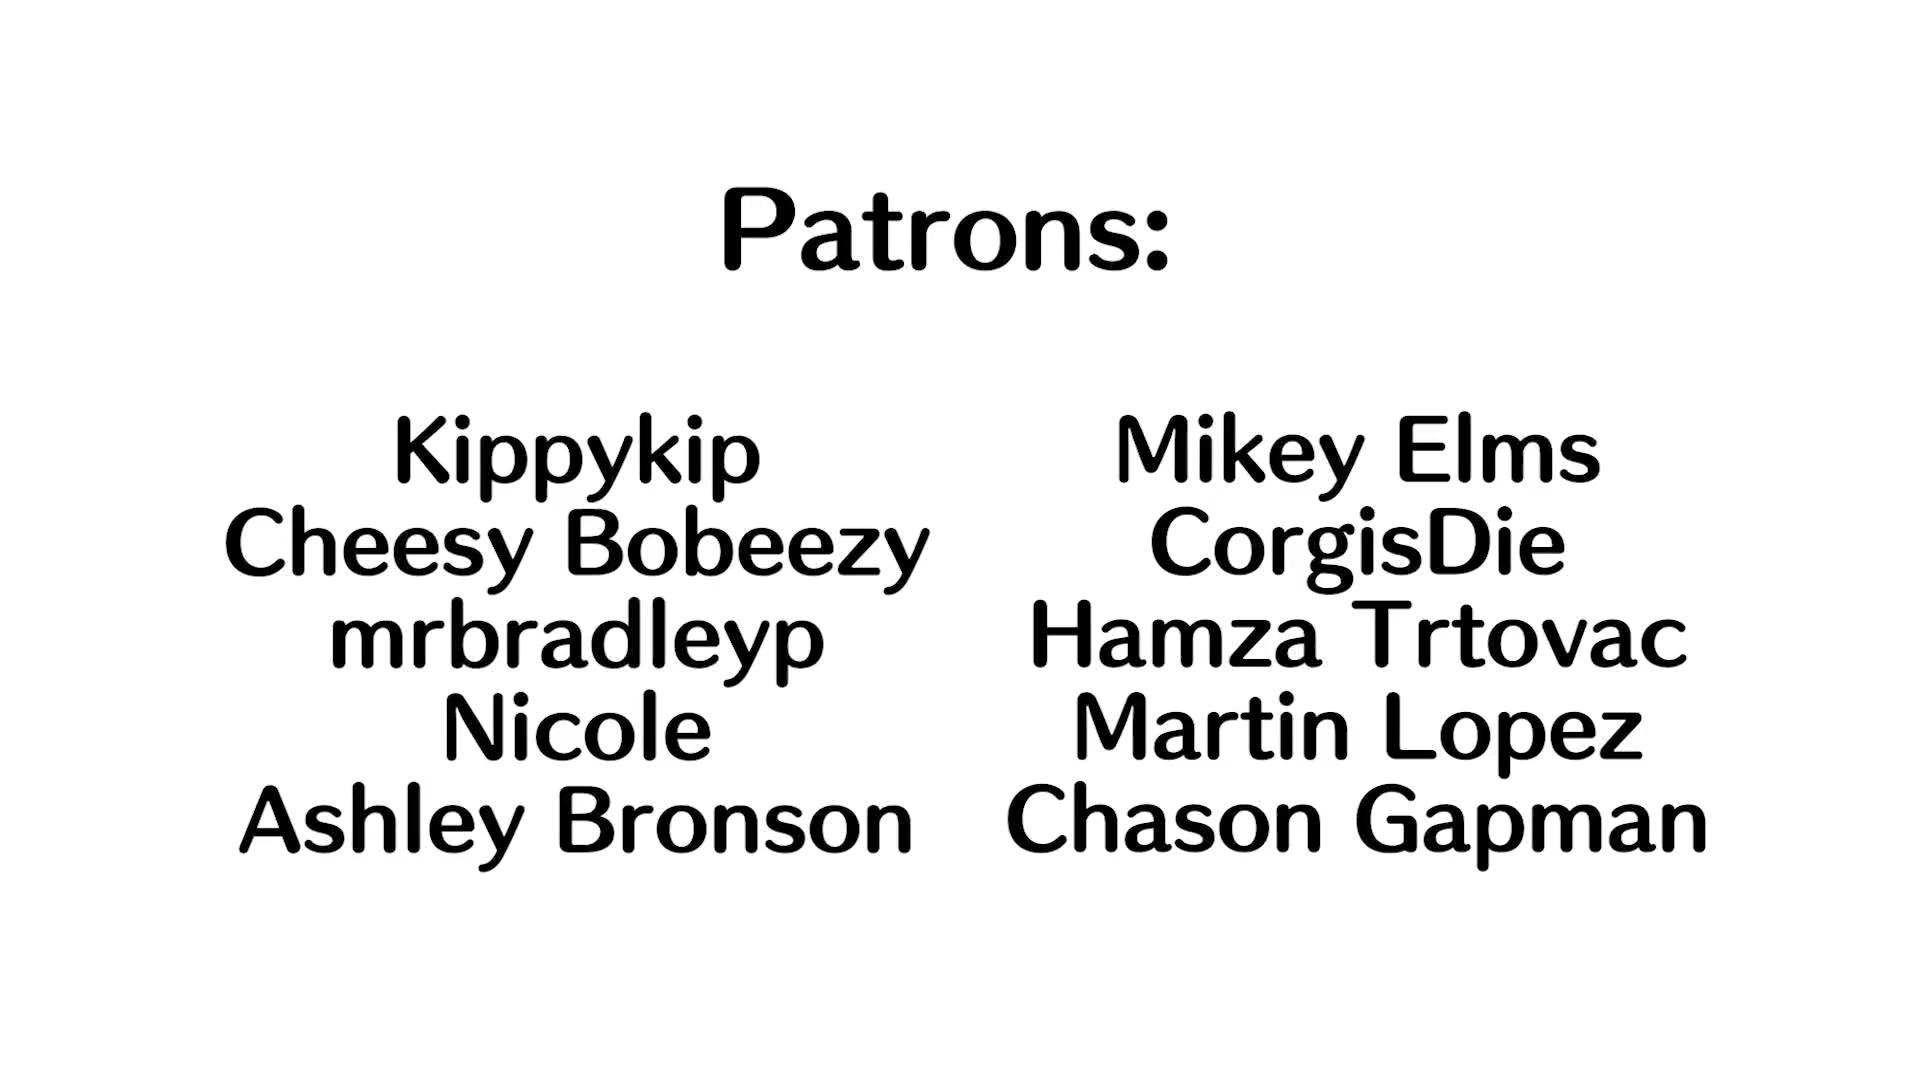 Patrons:
Kippykip
Cheesy Bobeezy
mrbradleyp
Nicole
Ashley Bronson
Mikey Elms
CorgisDie
Hamza Trtovac
Martin Lopez
Chason Gapman